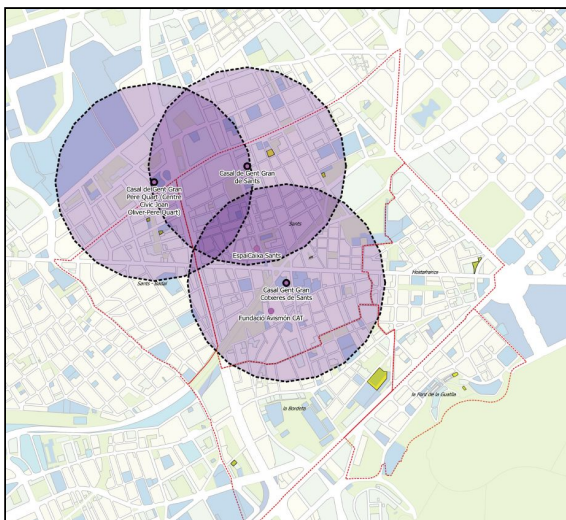 Casal de Gent Gran
de Sants
Casal de Gent Gran
Pere Quart (Centre
Cívic Joan
Oliver-Pere Quart)
Sants
EspaiCaixa Sants
Hostafrancs
Sants - Badal
Casal Gent Gran
Cotxeres de Sants
Fundació Avismón CAT
la Font de la Guatlla
la Bordeta